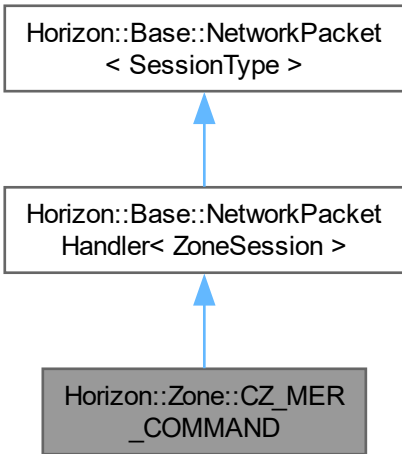 Horizon::Base::NetworkPacket
< SessionType >
Horizon::Base::NetworkPacket
Handler< ZoneSession >
Horizon::Zone::CZ_MER
_COMMAND